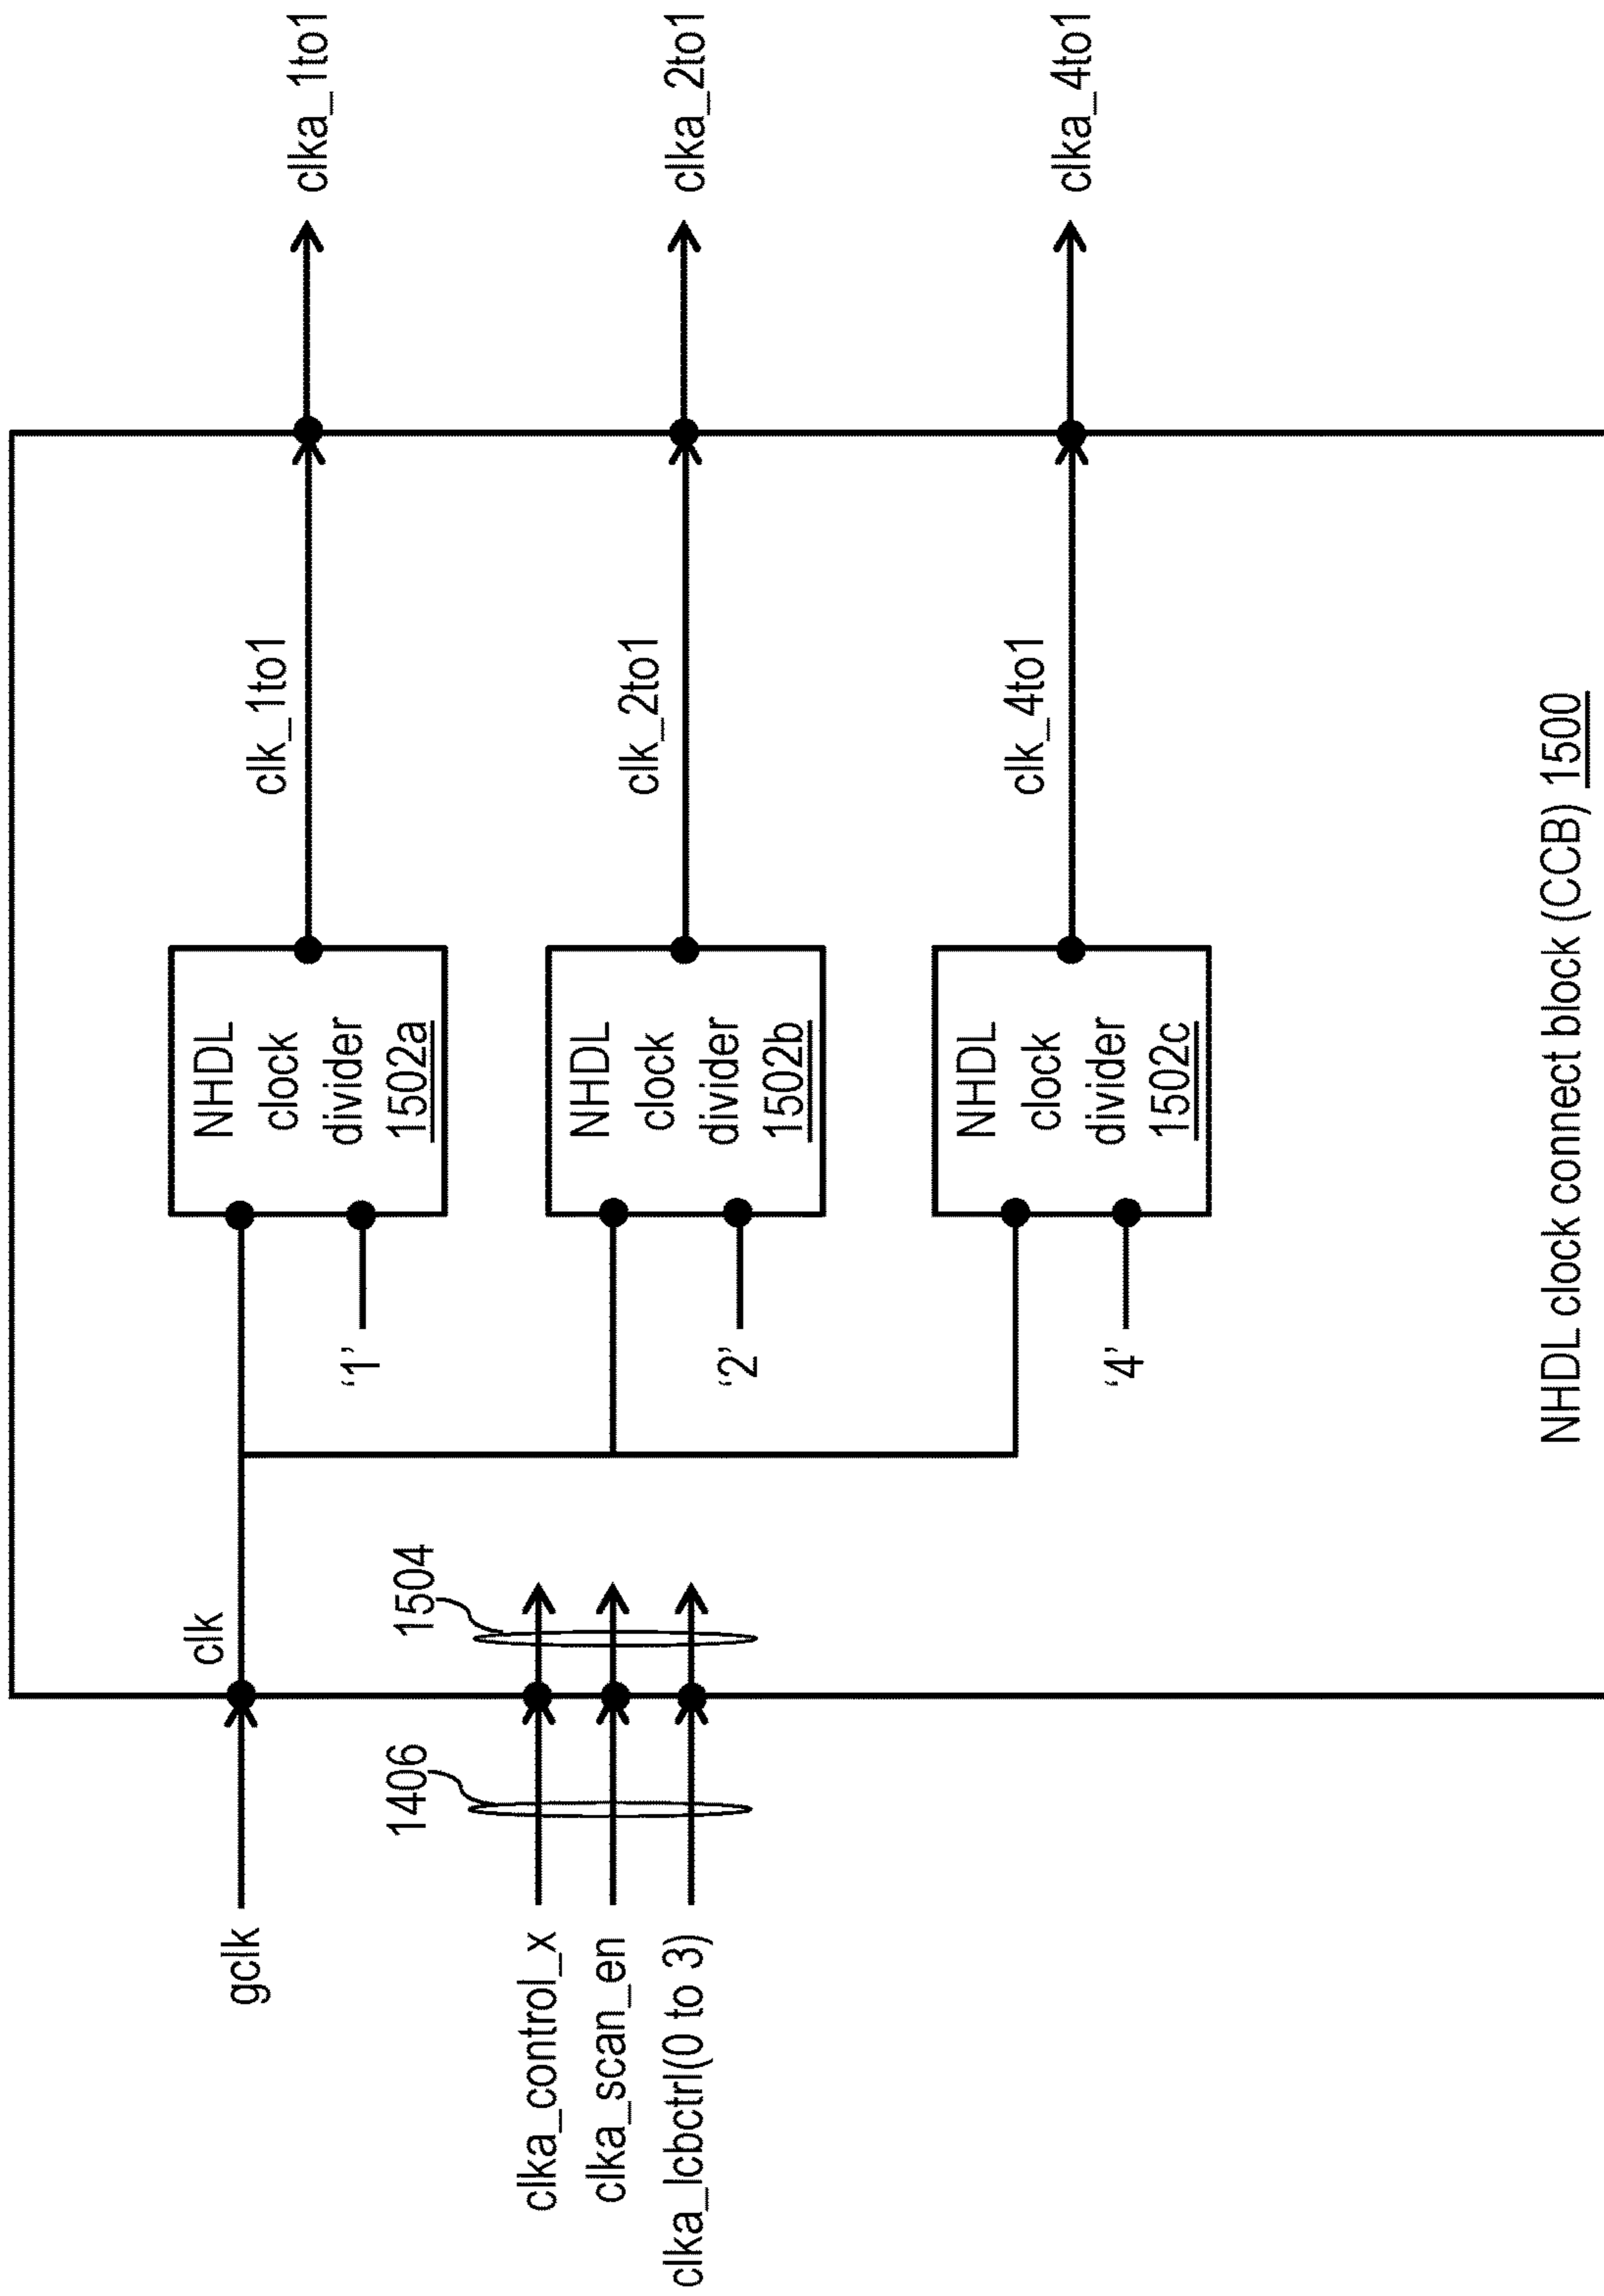 gclk
clk
clka_control_x
clka_scan_en
clka_lcbctrl(0 to 3)
1406
1504
‘1’
NHDL
clock
divider
1502a
clk_1to1
clka_1to1
‘2’
NHDL
clock
divider
1502b
clk_2to1
clka_2to1
‘4’
NHDL
clock
divider
1502c
clk_4to1
clka_4to1
NHDL clock connect block (CCB) 1500